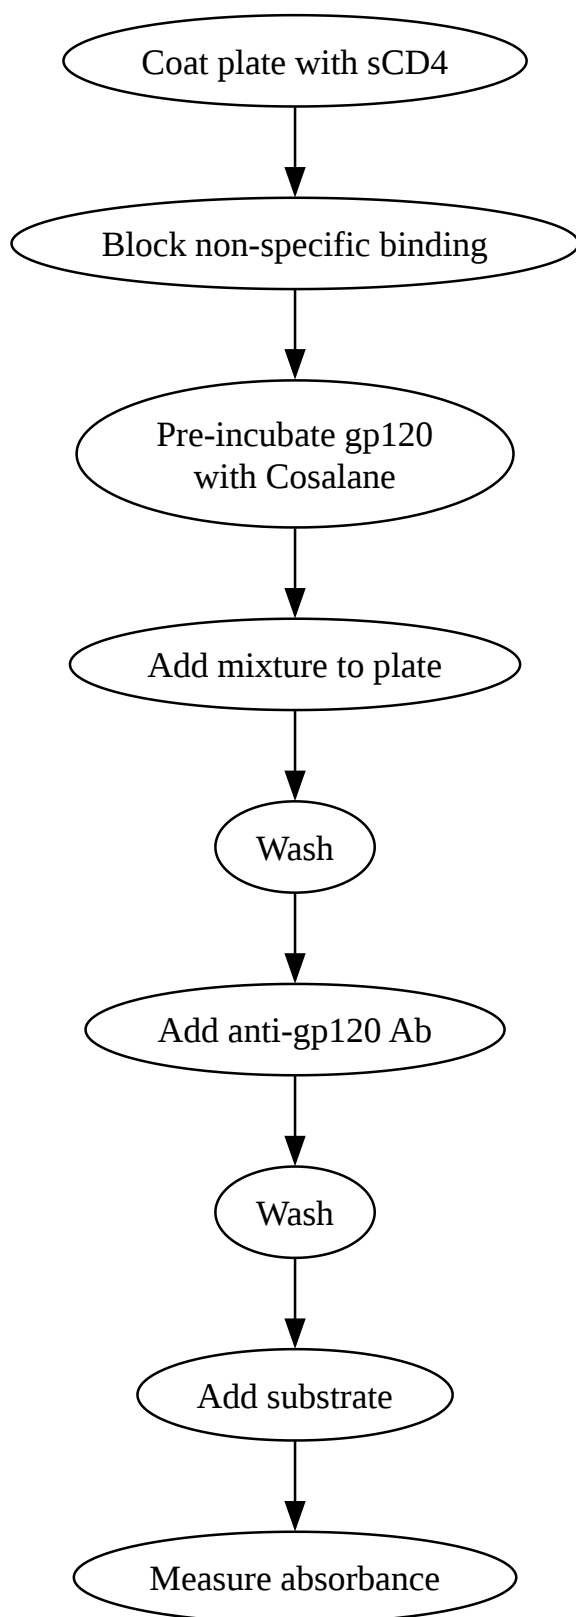 Coat plate with sCD4
Block non-specific binding
Pre-incubate gp120
with Cosalane
Add mixture to plate
Wash
Add anti-gp120 Ab
Wash
Add substrate
Measure absorbance